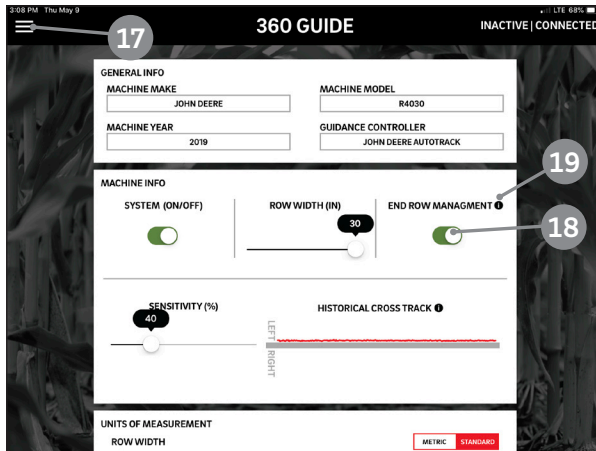 3:08 PM Thu May 9
LTE 68%
17
360 GUIDE
INACTIVE | CONNECTED
GENERAL INFO
MACHINE MAKE
MACHINE MODEL
JOHN DEERE
R4030
MACHINE YEAR
GUIDANCE CONTROLLER
2019
JOHN DEERE AUTOTRACK
19
MACHINE INFO
SYSTEM (ON/OFF)
ROW WIDTH (IN)
END ROW MANAGMENT
30
18
SENSITIVITY (%)
40
HISTORICAL CROSS TRACK
LEFT
RIGHT
UNITS OF MEASUREMENT
ROW WIDTH
METRIC
STANDARD